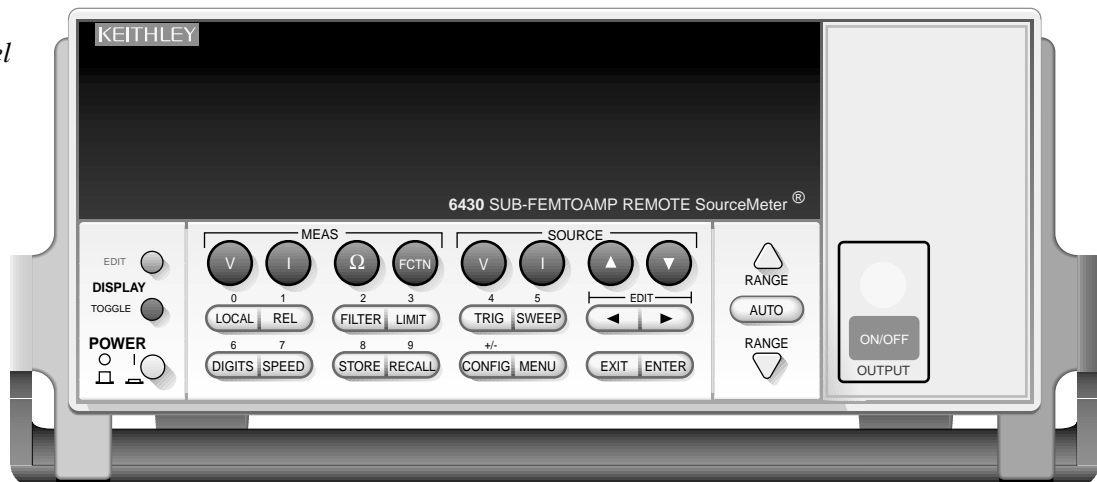 KEITHLEY
el
6430 SUB-FEMTOAMP REMOTE SourceMeter ®
MEAS
SOURCE
EDIT
V
I
Ω
FCTN
V
I
▲
▼
RANGE
DISPLAY
TOGGLE
0 1 2 3 4 5
EDIT
LOCAL REL FILTER LIMIT TRIG SWEEP ◄ ►
AUTO
POWER
6 7 8 9 +/-
DIGITS SPEED STORE RECALL CONFIG MENU EXIT ENTER
RANGE
ON/OFF
OUTPUT